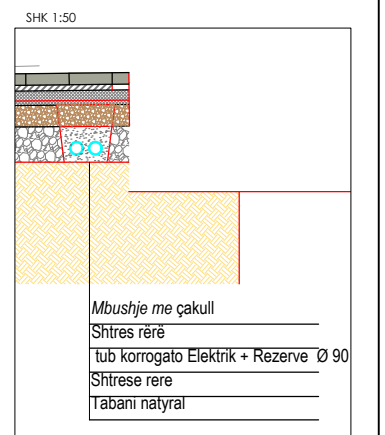 SHK 1:50
Mbushje me çakull
Shtres rërë
tub korrogato Elektrik + Rezerve Ø 90
Shtrese rere
Tabani natyral